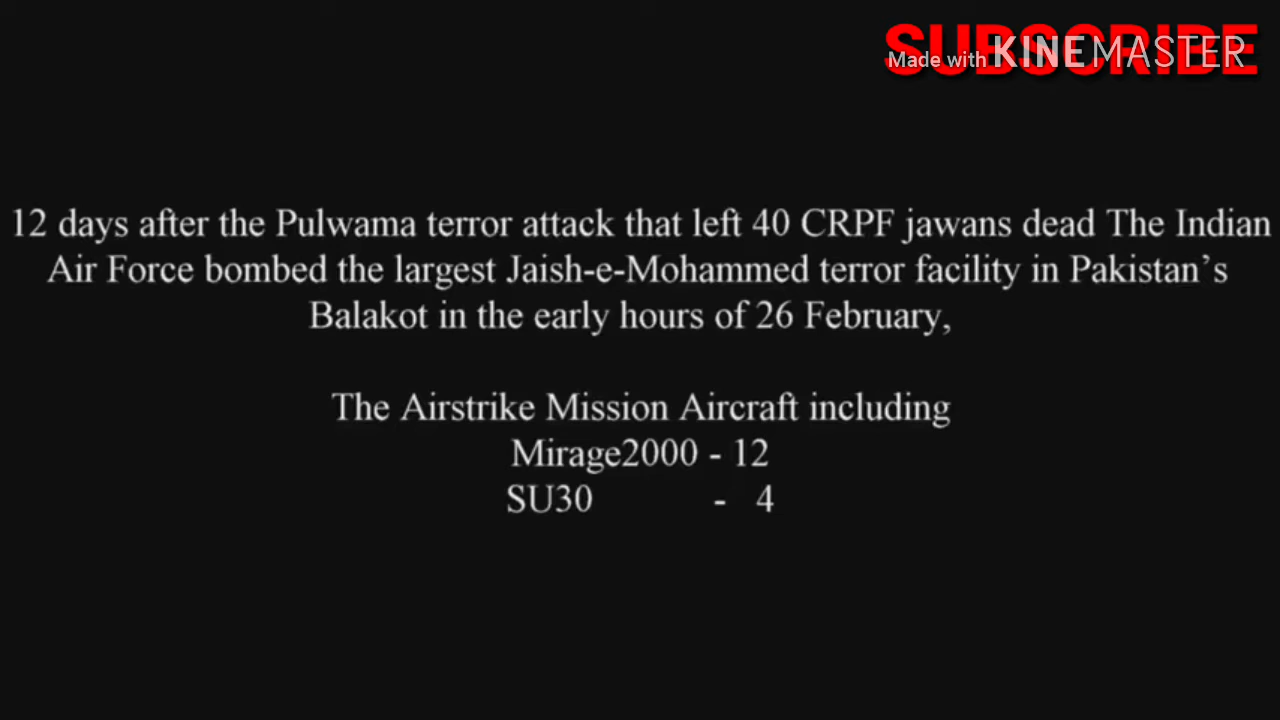 SUBSCRIBE
Made with KINEMASTER
12 days after the Pulwama terror attack that left 40 CRPF jawans dead The Indian
Air Force bombed the largest Jaish-e-Mohammed terror facility in Pakistan’s
Balakot in the early hours of 26 February,
The Airstrike Mission Aircraft including
Mirage2000 - 12
SU30 - 4